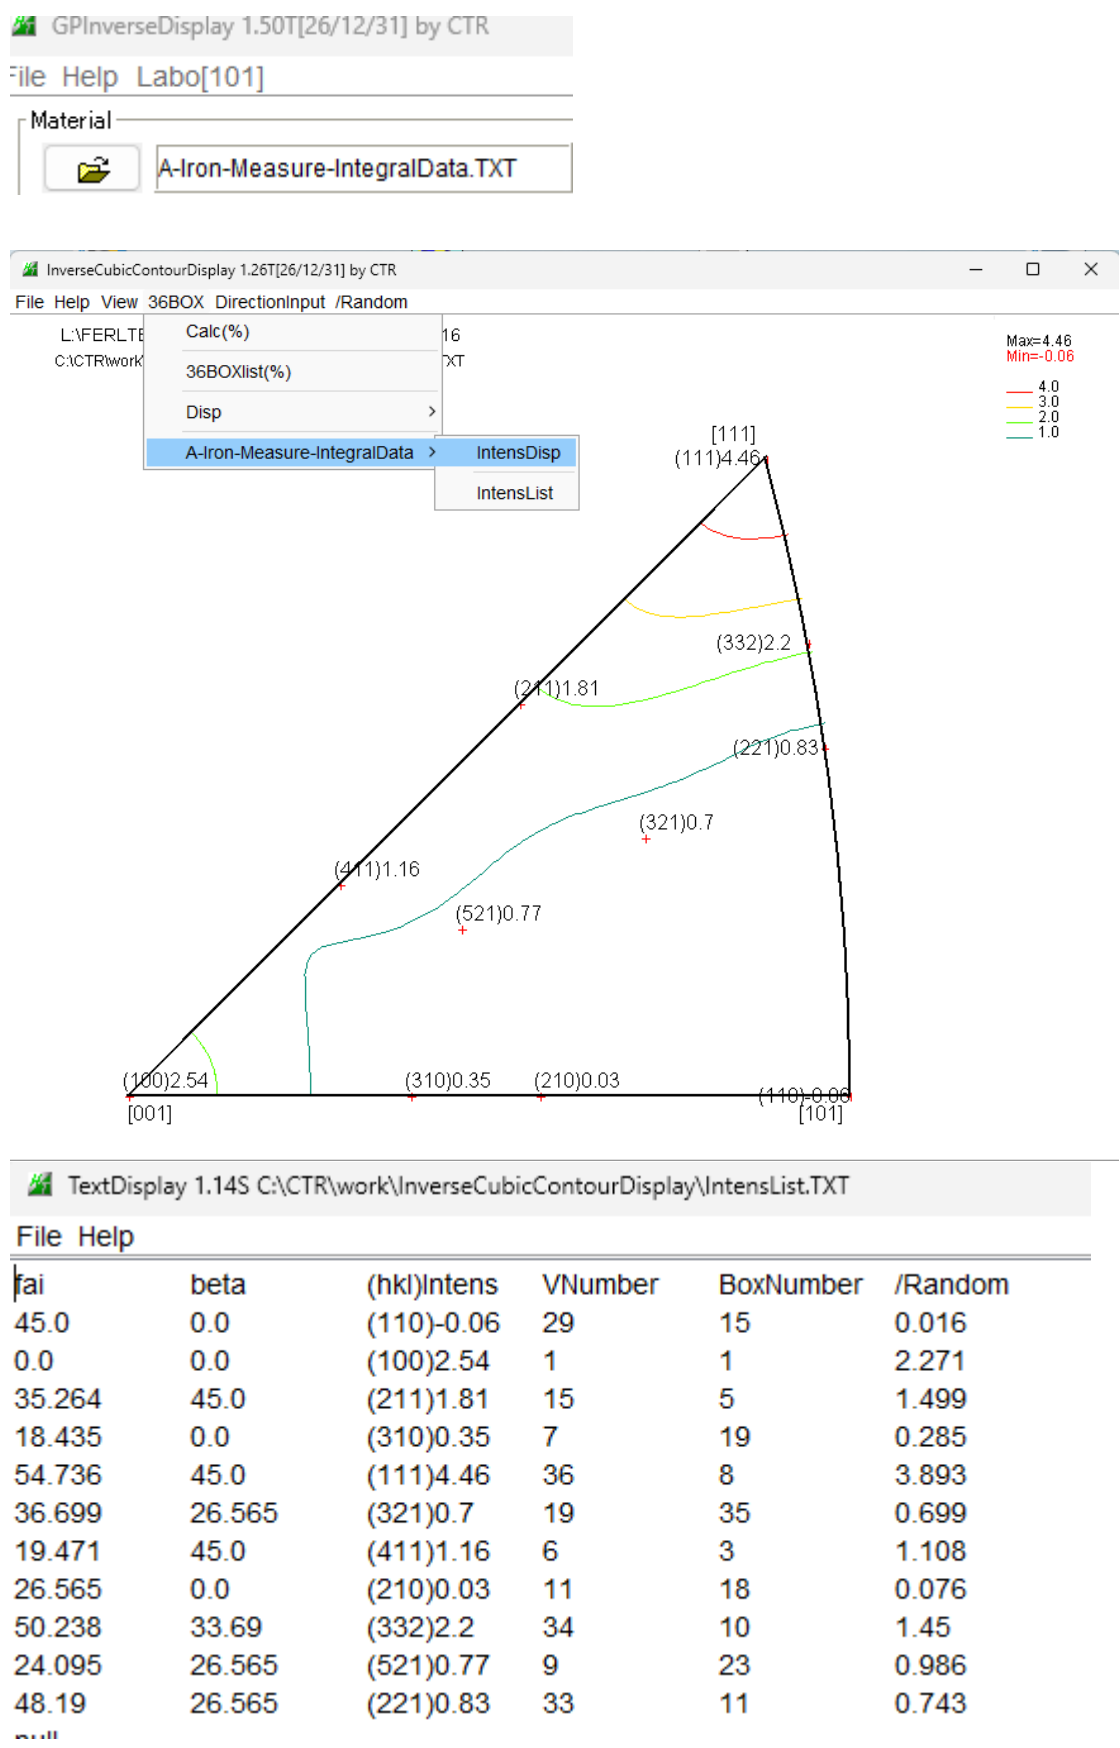 GPInverseDisplay 1.50T[26/12/31] by CTR
File Help Labo[101]
Material
A-Iron-Measure-IntegralData.TXT
InverseCubicContourDisplay 1.26T[26/12/31] by CTR
File Help View 36BOX DirectionInput /Random
L:\FERLTE 16
C:\CTR\work\ XT
Calc(%)
36BOXlist(%)
Disp >
A-Iron-Measure-IntegralData >
IntensDisp
IntensList
Max=4.46
Min=-0.06
4.0
3.0
2.0
1.0
[111]
(111)4.46
(332)2.2
(211)1.81
(221)0.83
(321)0.7
(411)1.16
(521)0.77
(100)2.54 (310)0.35 (210)0.03 (110)-0.06
[001] [101]
TextDisplay 1.14S C:\CTR\work\InverseCubicContourDisplay\IntensList.TXT
File Help
fai beta (hkl)Intens VNumber BoxNumber /Random
45.0 0.0 (110)-0.06 29 15 0.016
0.0 0.0 (100)2.54 1 1 2.271
35.264 45.0 (211)1.81 15 5 1.499
18.435 0.0 (310)0.35 7 19 0.285
54.736 45.0 (111)4.46 36 8 3.893
36.699 26.565 (321)0.7 19 35 0.699
19.471 45.0 (411)1.16 6 3 1.108
26.565 0.0 (210)0.03 11 18 0.076
50.238 33.69 (332)2.2 34 10 1.45
24.095 26.565 (521)0.77 9 23 0.986
48.19 26.565 (221)0.83 33 11 0.743
null